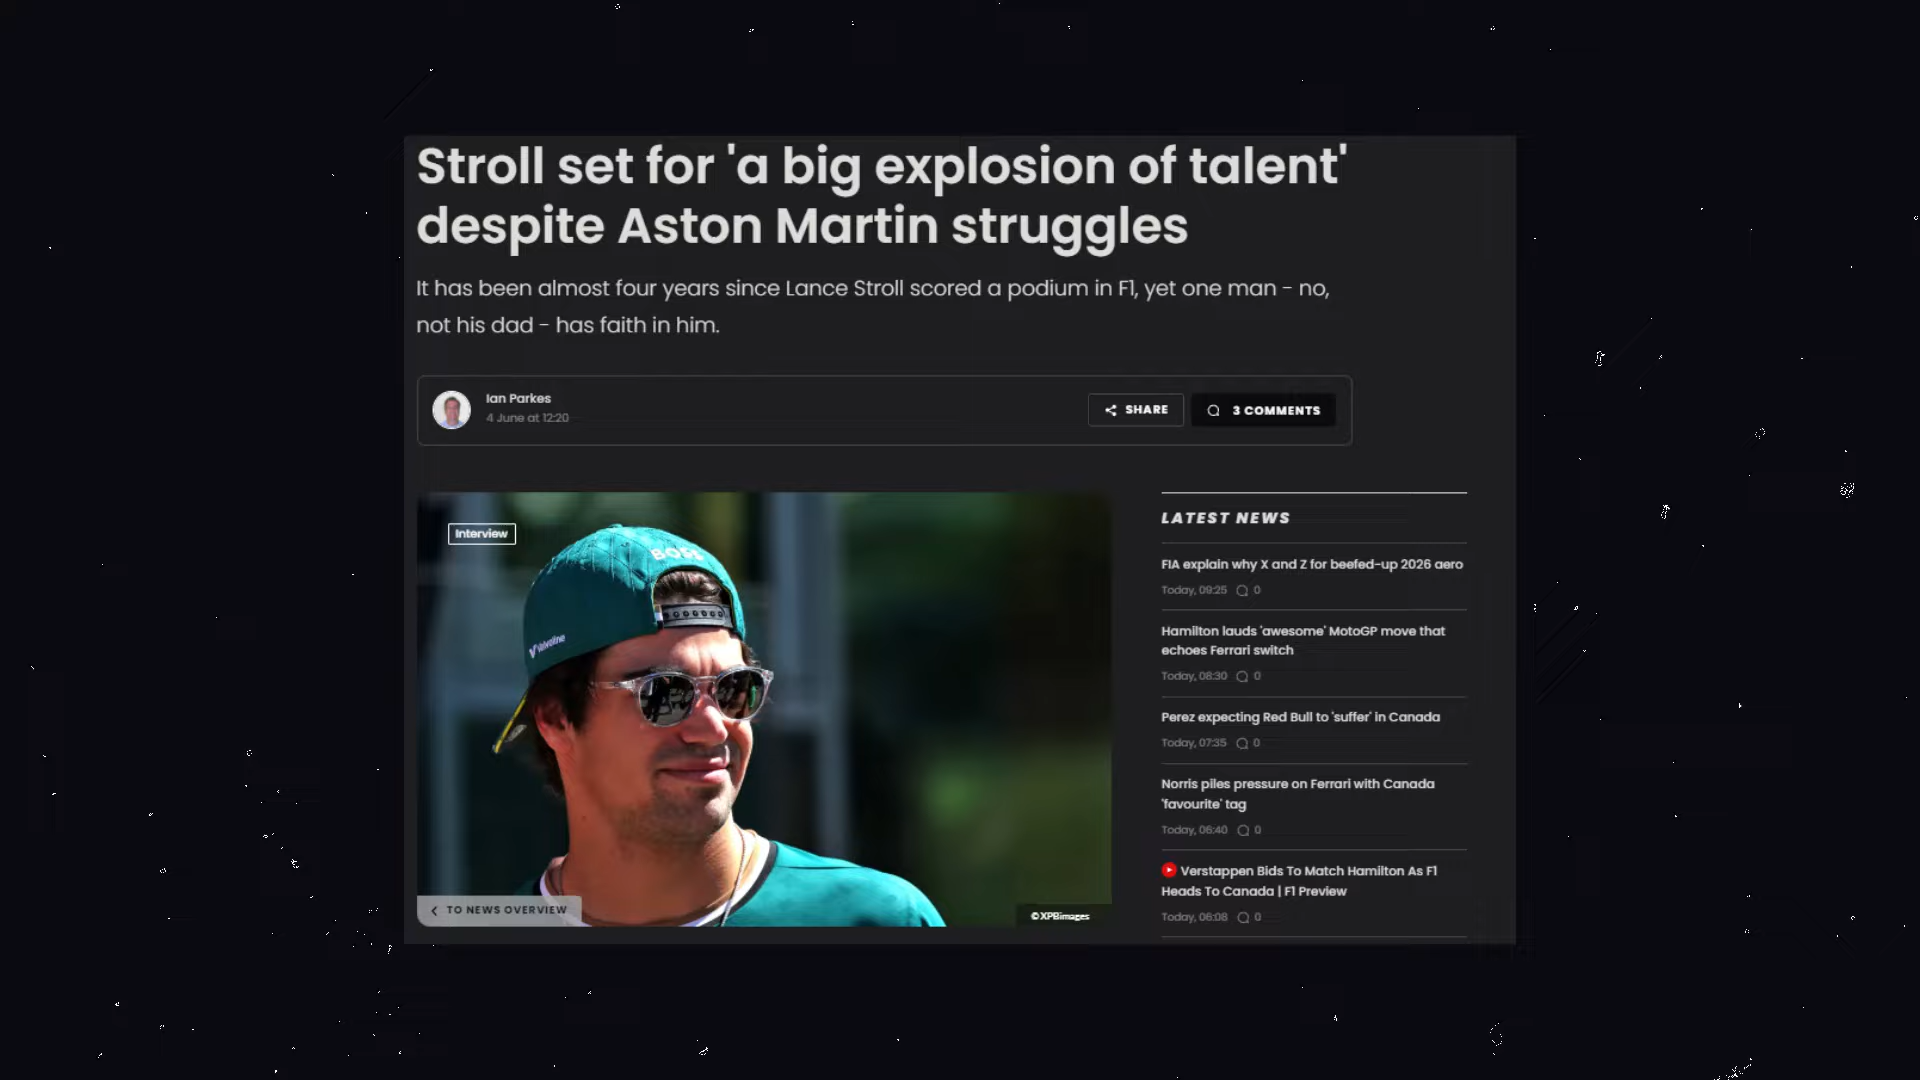 Stroll set for 'a big explosion of talent'
despite Aston Martin struggles
It has been almost four years since Lance Stroll scored a podium in F1, yet one man - no,
not his dad - has faith in him.
Ian Parkes
4 June at 12:20
SHARE
3 COMMENTS
Interview
BOSS
Valvoline
TO NEWS OVERVIEW
©XPBimages
LATEST NEWS
FIA explain why X and Z for beefed-up 2026 aero
Today, 09:25 0
Hamilton lauds 'awesome' MotoGP move that
echoes Ferrari switch
Today, 08:30 0
Perez expecting Red Bull to 'suffer' in Canada
Today, 07:35 0
Norris piles pressure on Ferrari with Canada
'favourite' tag
Today, 06:40 0
Verstappen Bids To Match Hamilton As F1
Heads To Canada | F1 Preview
Today, 06:08 0